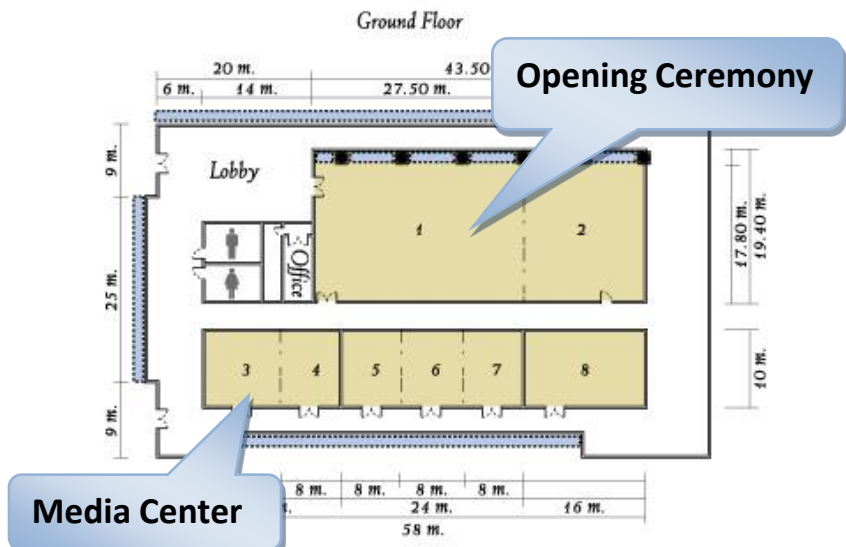 Ground Floor
20 m.
43.50
6 m.
14 m.
27.50 m.
Opening Ceremony
9 m.
Lobby
1
2
17.80 m.
19.40 m.
25 m.
Office
3
4
5
6
7
8
10 m.
9 m.
Media Center
8 m.
8 m.
8 m.
8 m.
24 m.
16 m.
58 m.